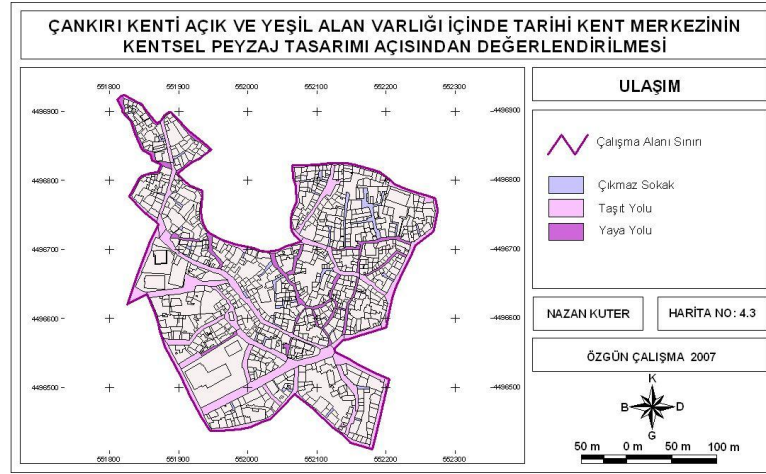 ÇANKIRI KENTİ AÇIK VE YEŞİL ALAN VARLIĞI İÇİNDE TARİHİ KENT MERKEZİNİN
KENTSEL PEYZAJ TASARIMI AÇISINDAN DEĞERLENDİRİLMESİ
551800 551900 552000 552100 552200 552300
4496900 4496900
4496800 4496800
4496700 4496700
4496600 4496600
4496500 4496500
551800 551900 552000 552100 552200 552300
ULAŞIM
Çalışma Alanı Sınırı
Çıkmaz Sokak
Taşıt Yolu
Yaya Yolu
NAZAN KUTER
HARİTA NO: 4.3
ÖZGÜN ÇALIŞMA 2007
K
B D
G
50 m 0 m 50 m 100 m